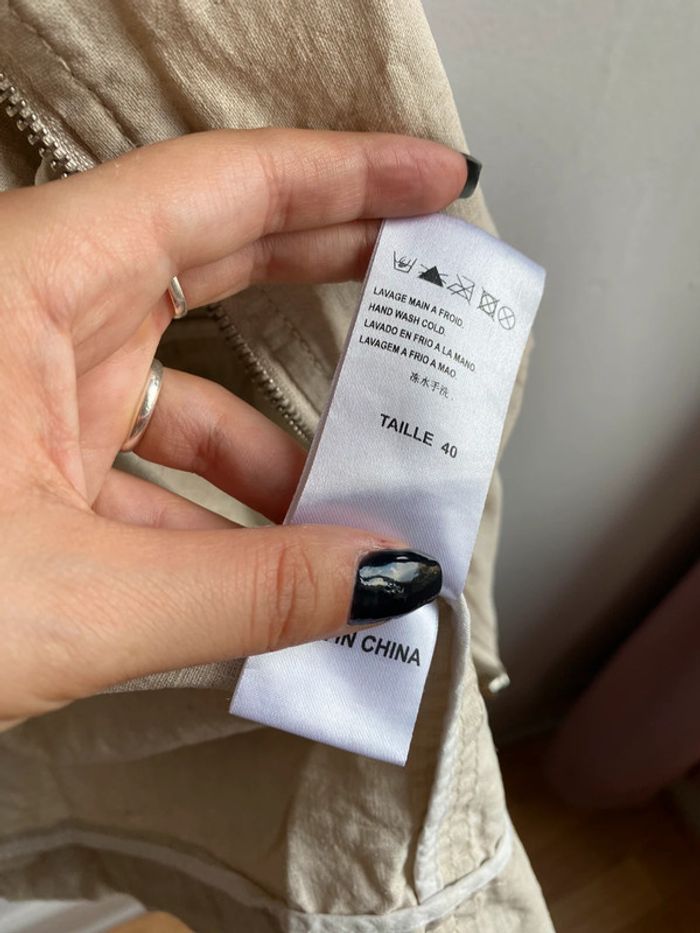 LAVAGE MAIN A FROID.
HAND WASH COLD.
LAVADO EN FRIO A LA MANO.
LAVAGEM A FRIO A MAO
冻水手洗.
TAILLE 40
IN CHINA